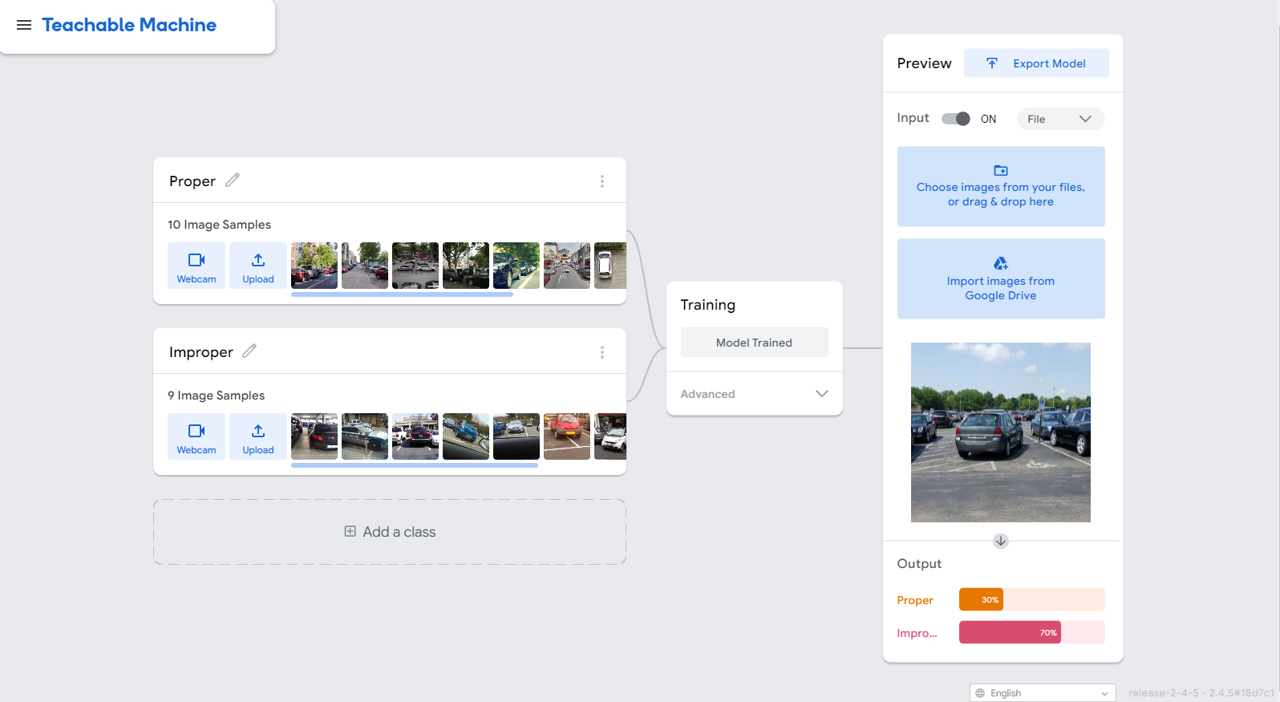 Teachable Machine
Preview
Export Model
Input
ON
File
Choose images from your files,
or drag & drop here
Import images from
Google Drive
Proper
10 Image Samples
Webcam
Upload
Improper
9 Image Samples
Webcam
Upload
Add a class
Training
Model Trained
Advanced
Output
Proper
30%
Impro...
70%
English
release-2-4-5 - 2.4.5#18d7c1